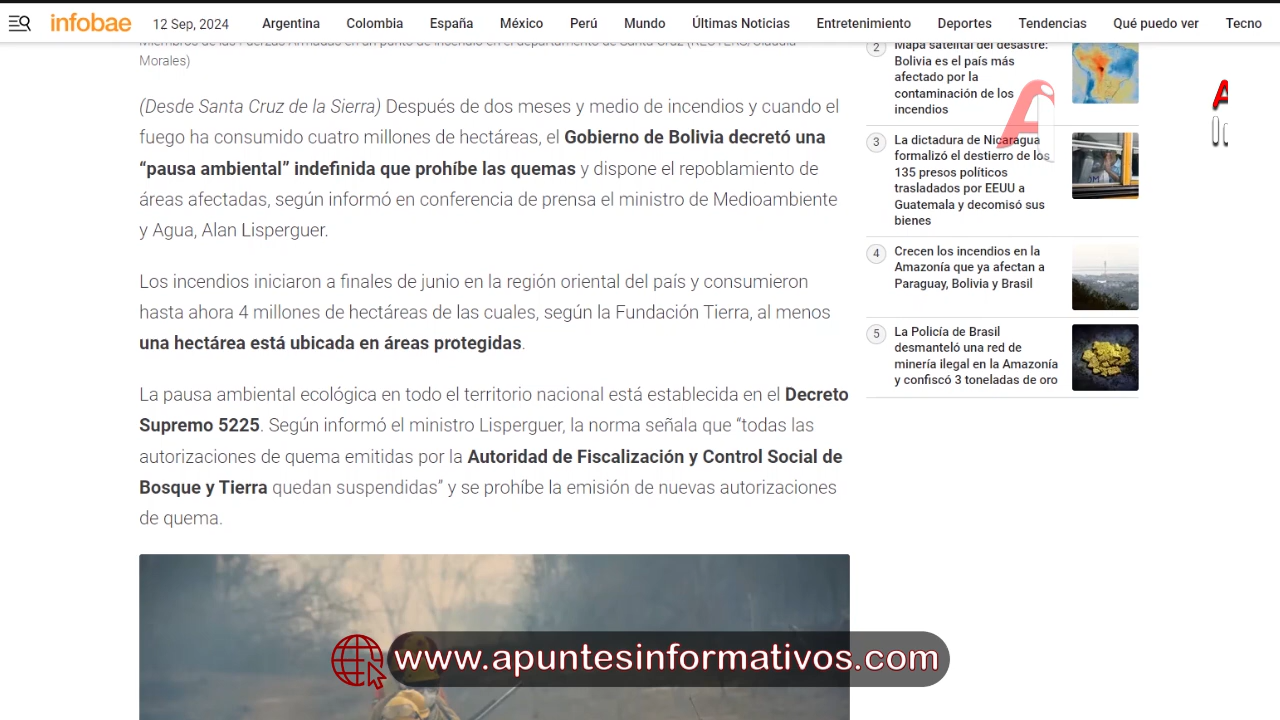 infobae
12 Sep, 2024
Argentina
Colombia
España
México
Perú
Mundo
Últimas Noticias
Entretenimiento
Deportes
Tendencias
Qué puedo ver
Tecno
Miembros de las Fuerzas Armadas en un punto de incendio en el departamento de Santa Cruz (REUTERS/Claudia
Morales)
(Desde Santa Cruz de la Sierra) Después de dos meses y medio de incendios y cuando el
fuego ha consumido cuatro millones de hectáreas, el Gobierno de Bolivia decretó una
“pausa ambiental” indefinida que prohíbe las quemas y dispone el repoblamiento de
áreas afectadas, según informó en conferencia de prensa el ministro de Medioambiente
y Agua, Alan Lisperguer.
Los incendios iniciaron a finales de junio en la región oriental del país y consumieron
hasta ahora 4 millones de hectáreas de las cuales, según la Fundación Tierra, al menos
una hectárea está ubicada en áreas protegidas.
La pausa ambiental ecológica en todo el territorio nacional está establecida en el Decreto
Supremo 5225. Según informó el ministro Lisperguer, la norma señala que “todas las
autorizaciones de quema emitidas por la Autoridad de Fiscalización y Control Social de
Bosque y Tierra quedan suspendidas” y se prohíbe la emisión de nuevas autorizaciones
de quema.
2
Mapa satelital del desastre:
Bolivia es el país más
afectado por la
contaminación de los
incendios
3
La dictadura de Nicaragua
formalizó el destierro de los
135 presos políticos
trasladados por EEUU a
Guatemala y decomisó sus
bienes
4
Crecen los incendios en la
Amazonía que ya afectan a
Paraguay, Bolivia y Brasil
5
La Policía de Brasil
desmanteló una red de
minería ilegal en la Amazonía
y confiscó 3 toneladas de oro
A
www.apuntesinformativos.com